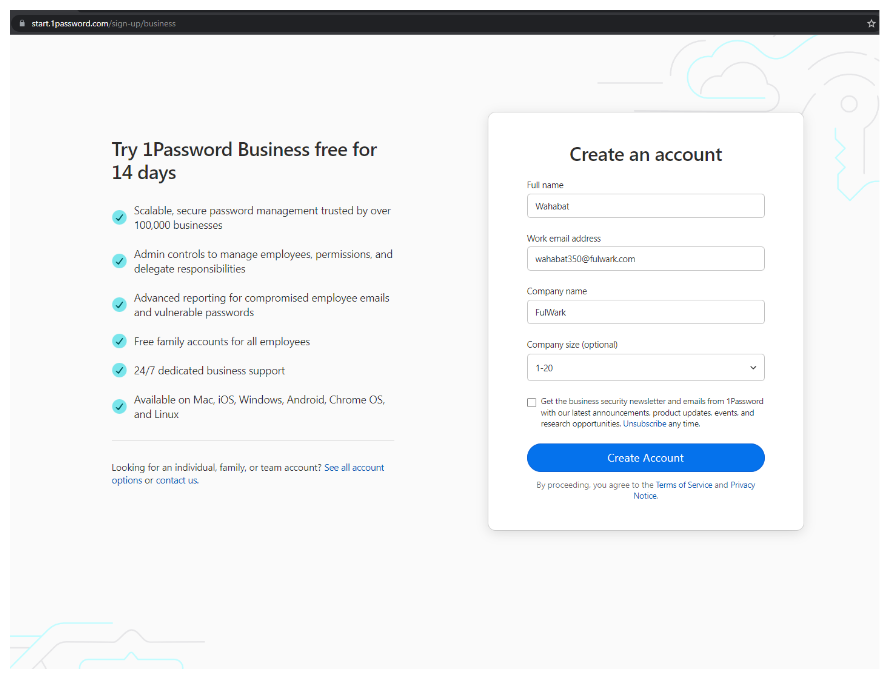 start.1password.com/sign-up/business
Try 1Password Business free for
14 days
Scalable, secure password management trusted by over
100,000 businesses
Admin controls to manage employees, permissions, and
delegate responsibilities
Advanced reporting for compromised employee emails
and vulnerable passwords
Free family accounts for all employees
24/7 dedicated business support
Available on Mac, iOS, Windows, Android, Chrome OS,
and Linux
Looking for an individual, family, or team account? See all account
options or contact us.
Create an account
Full name
Wahabat
Work email address
wahabat350@fulwark.com
Company name
FulWark
Company size (optional)
1-20
Get the business security newsletter and emails from 1Password
with our latest announcements, product updates, events, and
research opportunities. Unsubscribe any time.
Create Account
By proceeding, you agree to the Terms of Service and Privacy
Notice.